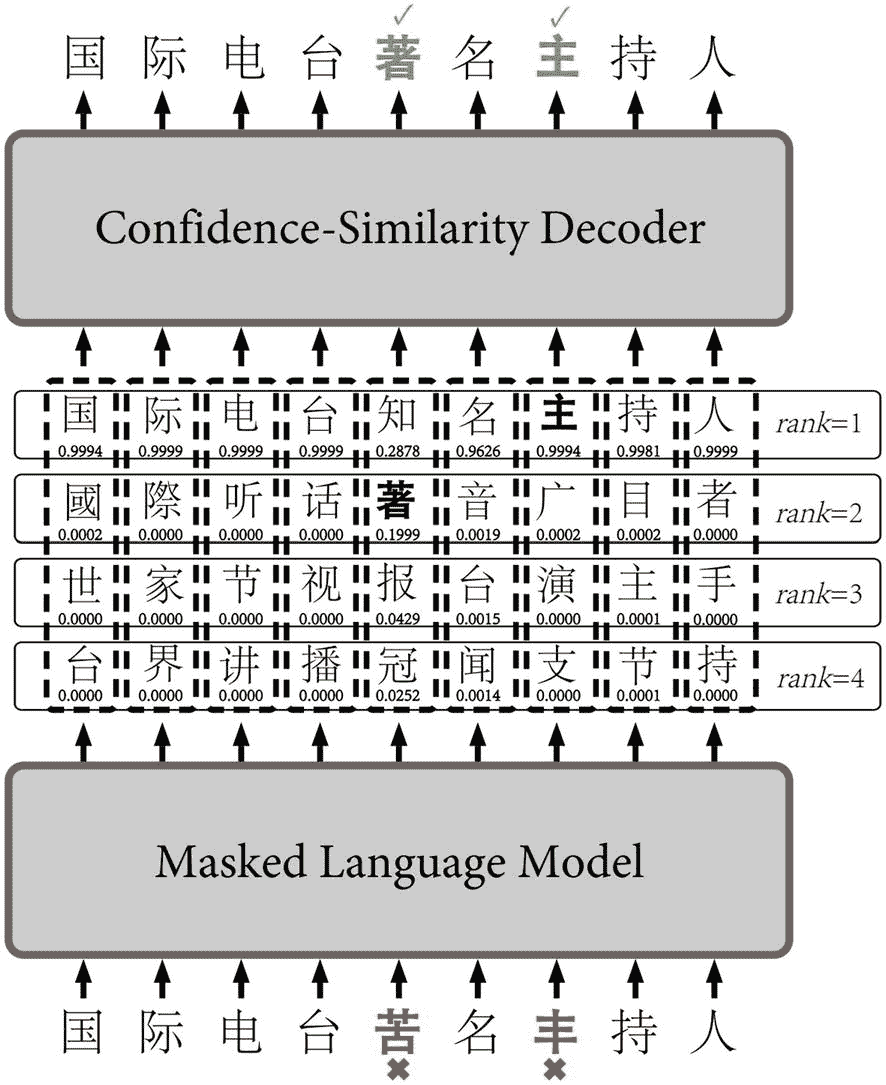 ✓ ✓
国 际 电 台 著 名 主 持 人
Confidence-Similarity Decoder
国 际 电 台 知 名 主 持 人 rank=1
0.9994 0.9999 0.9999 0.9999 0.2878 0.9626 0.9994 0.9981 0.9999
國 際 听 话 著 音 广 目 者 rank=2
0.0002 0.0000 0.0000 0.0000 0.1999 0.0019 0.0002 0.0002 0.0000
世 家 节 视 报 台 演 主 手 rank=3
0.0000 0.0000 0.0000 0.0000 0.0429 0.0015 0.0000 0.0001 0.0000
台 界 讲 播 冠 闻 支 节 持 rank=4
0.0000 0.0000 0.0000 0.0000 0.0252 0.0014 0.0000 0.0001 0.0000
Masked Language Model
国 际 电 台 苦 名 丰 持 人
✖ ✖